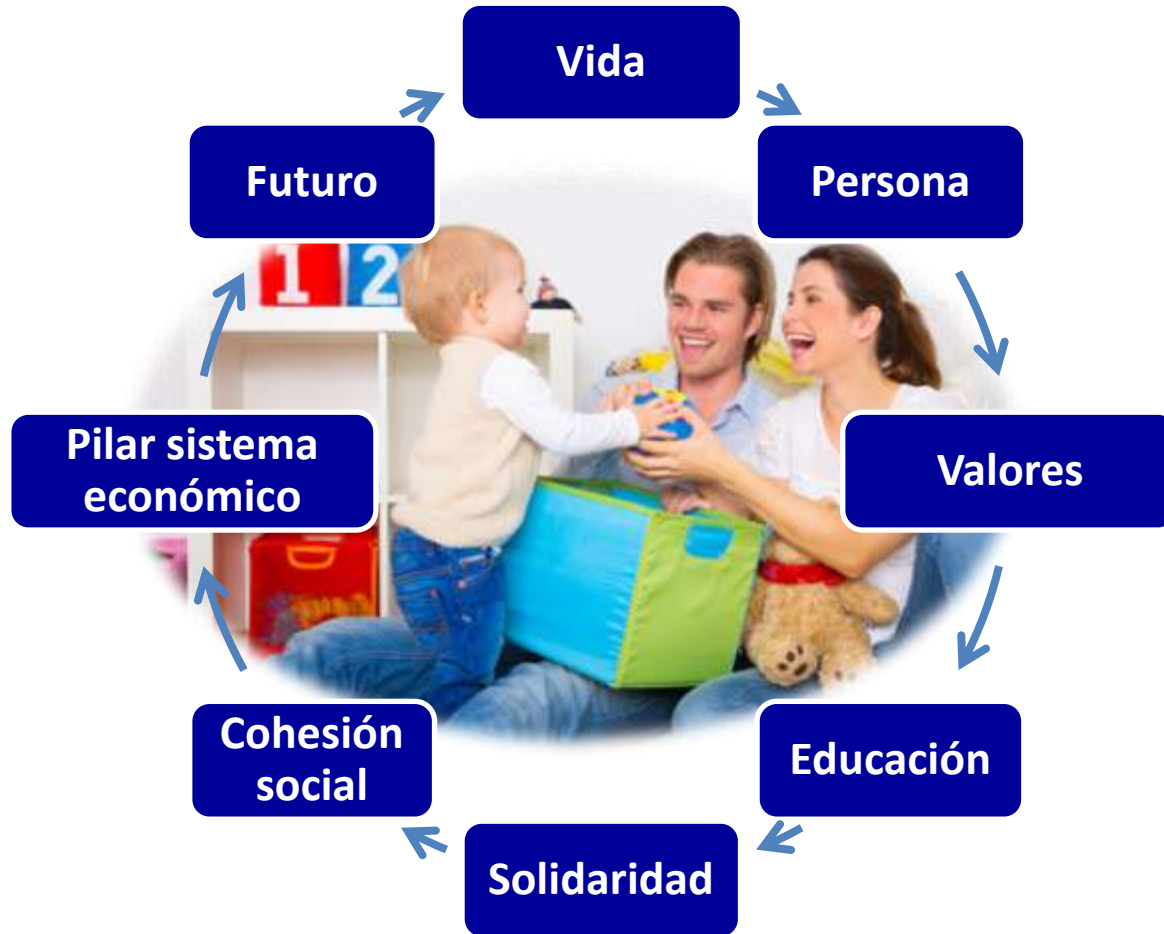 Vida
Persona
Valores
Educación
Solidaridad
Cohesión
social
Pilar sistema
económico
Futuro
1 2